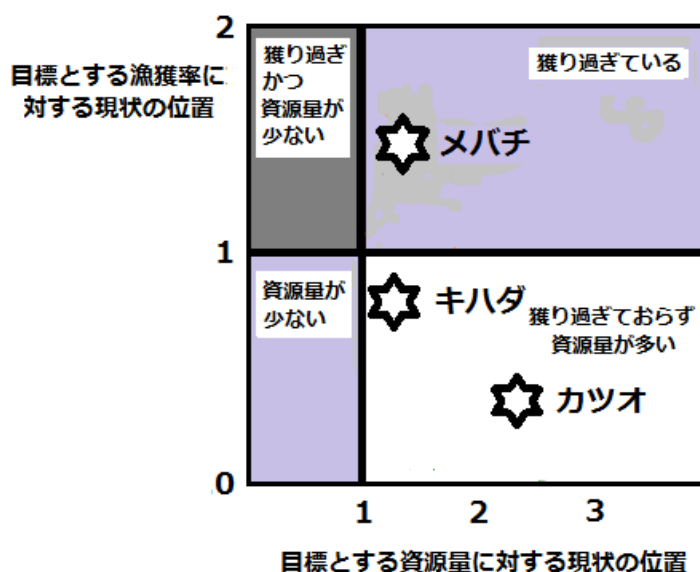 2
目標とする漁獲率に
対する現状の位置
獲り過ぎ
かつ
資源量が
少ない
獲り過ぎている
メバチ
1
資源量が
少ない
キハダ
獲り過ぎておらず
資源量が多い
カツオ
0
1 2 3
目標とする資源量に対する現状の位置